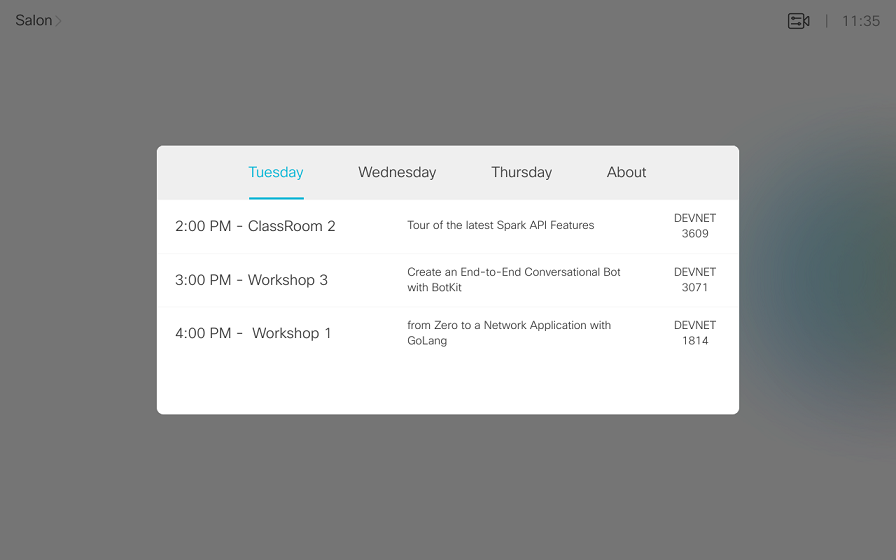 Salon
11:35
Tuesday Wednesday Thursday About
2:00 PM - ClassRoom 2
Tour of the latest Spark API Features
DEVNET
3609
3:00 PM - Workshop 3
Create an End-to-End Conversational Bot
with BotKit
DEVNET
3071
4:00 PM -  Workshop 1
from Zero to a Network Application with
GoLang
DEVNET
1814